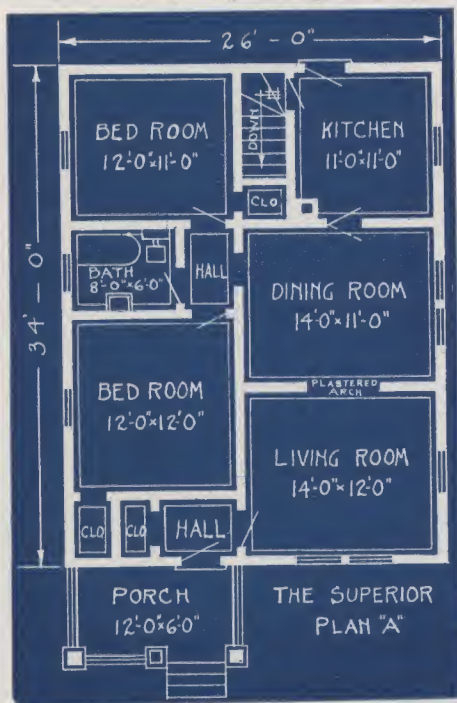 26'-0"
34'-0"
BED ROOM
12'-0"x11'-0"
DOWN
KITCHEN
11'-0"x11'-0"
CLO
BATH
8'-0"x6'-0"
HALL
DINING ROOM
14'-0"x11'-0"
PLASTERED
ARCH
BED ROOM
12'-0"x12'-0"
LIVING ROOM
14'-0"x12'-0"
CLO
CLO
HALL
PORCH
12'-0"x6'-0"
THE SUPERIOR
PLAN "A"